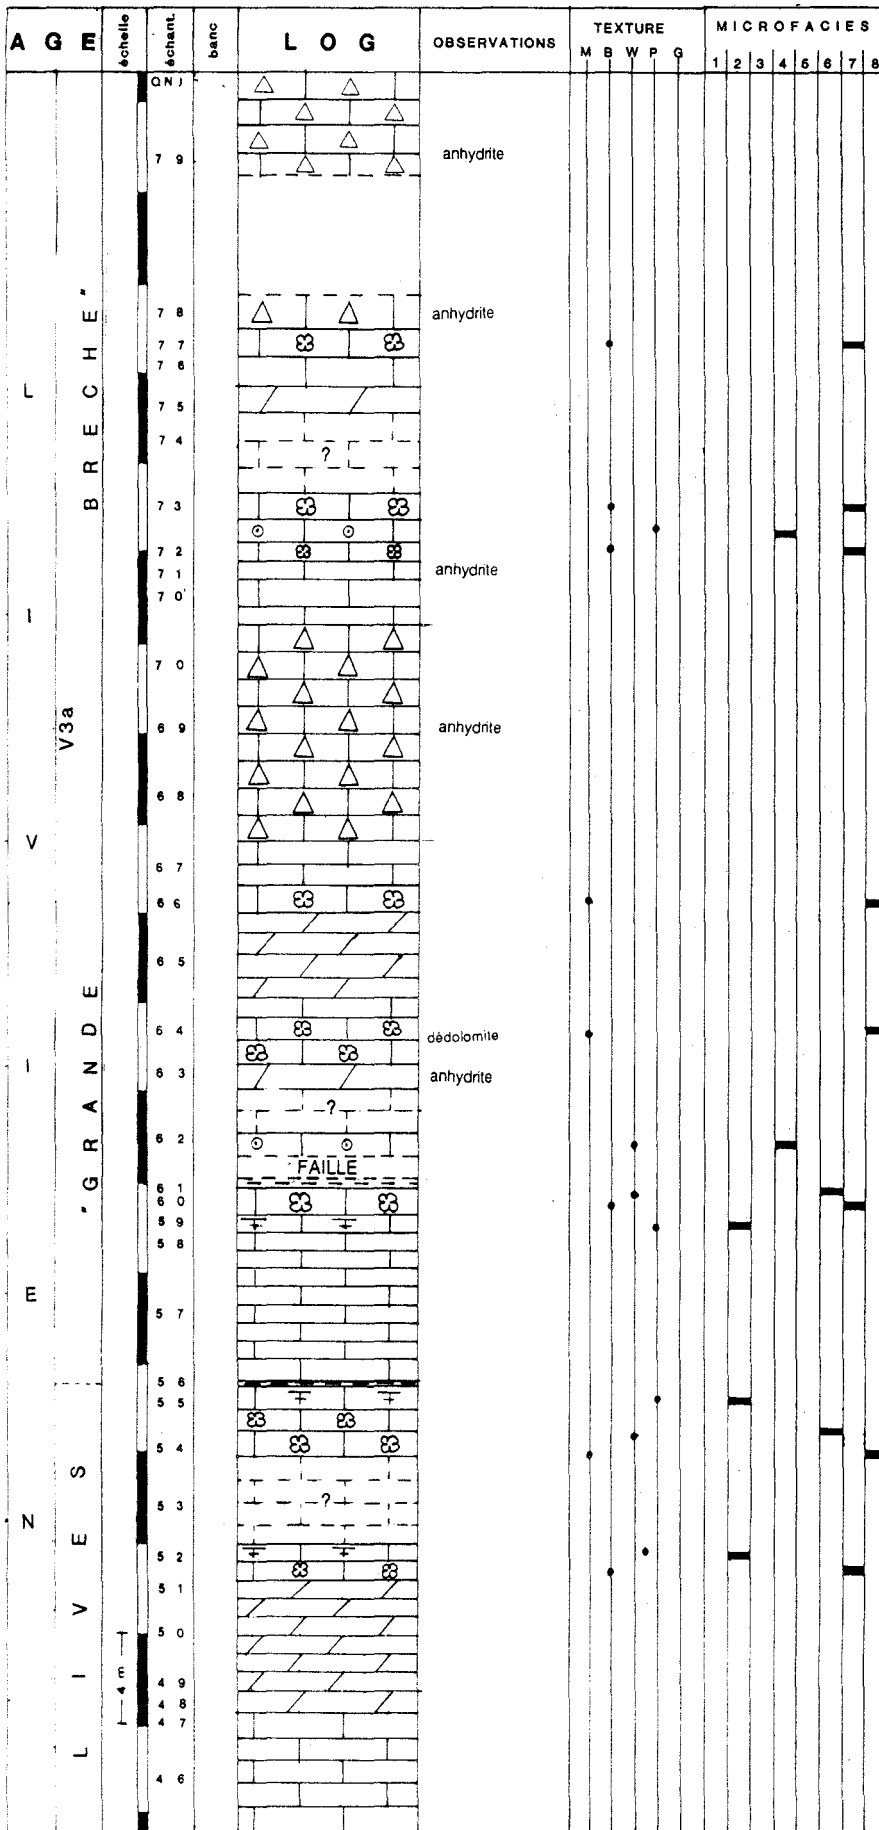 A G E
échelle
échant.
banc
L O G
OBSERVATIONS
TEXTURE
M B W P G
MICROFACIES
1 2 3 4 5 6 7 8
L I V I E N
"GRANDE BRECHE"
V3a
LIVES
4 m
79
anhydrite
78
anhydrite
77
76
75
74
?
73
72
71
anhydrite
70'
70
69
anhydrite
68
67
66
65
64
dédolomite
63
anhydrite
?
62
FAILLE
61
60
59
58
57
56
55
54
53
?
52
51
50
49
48
47
46